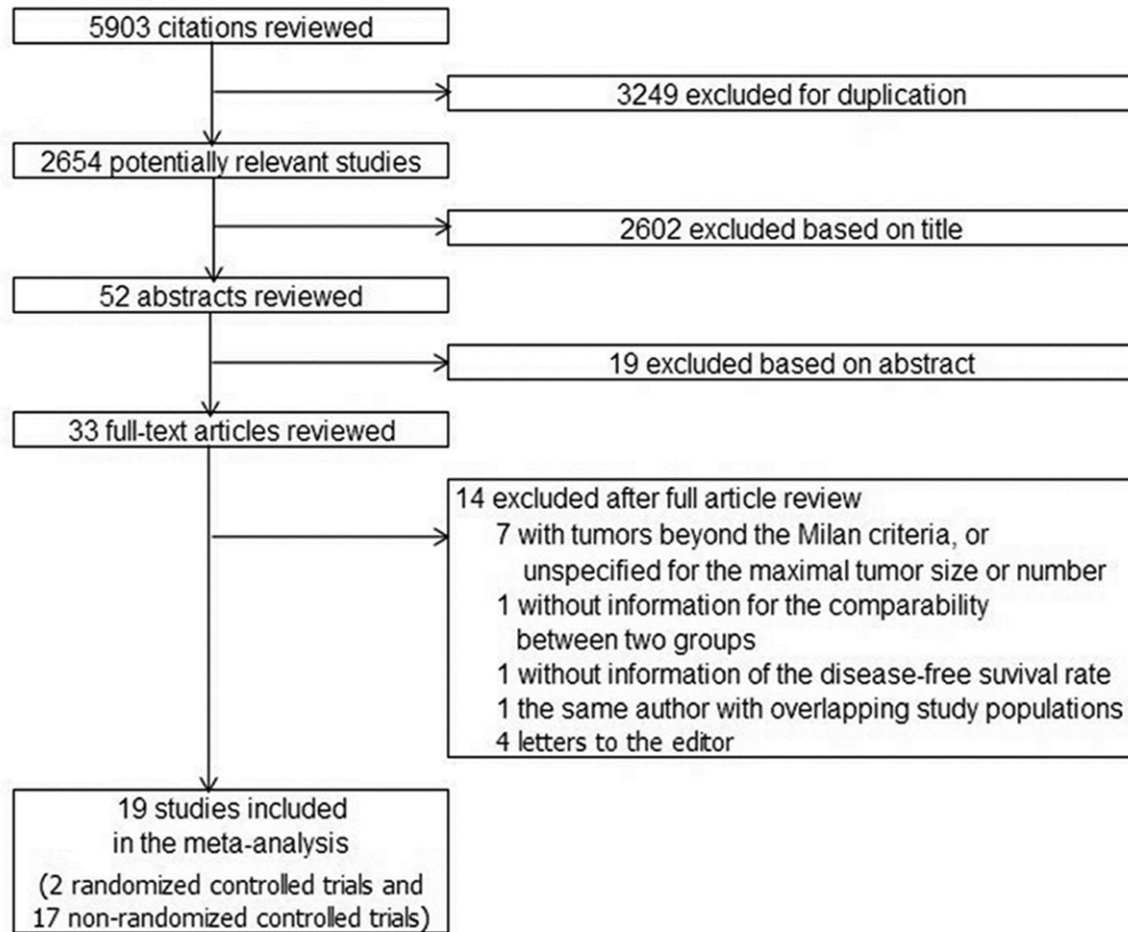 5903 citations reviewed
3249 excluded for duplication
2654 potentially relevant studies
2602 excluded based on title
52 abstracts reviewed
19 excluded based on abstract
33 full-text articles reviewed
14 excluded after full article review
7 with tumors beyond the Milan criteria, or
unspecified for the maximal tumor size or number
1 without information for the comparability
between two groups
1 without information of the disease-free suvival rate
1 the same author with overlapping study populations
4 letters to the editor
19 studies included
in the meta-analysis
(2 randomized controlled trials and
17 non-randomized controlled trials)